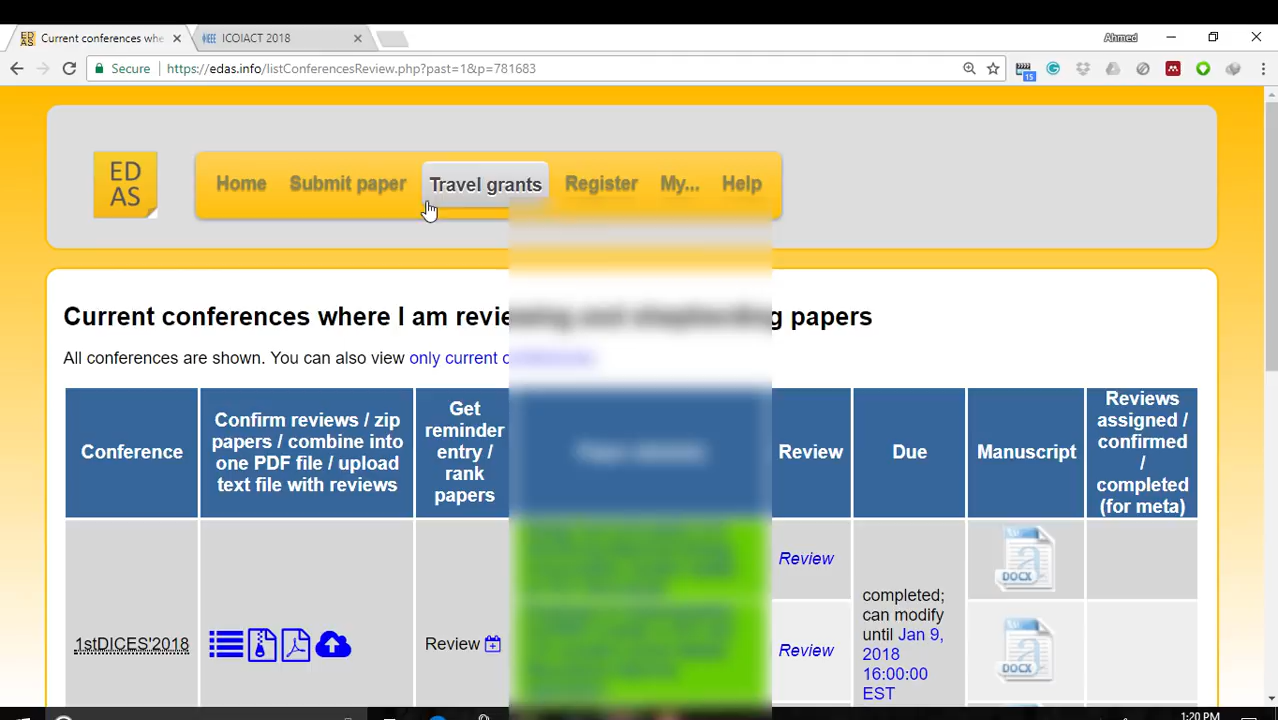 Current conferences whe
ICOIACT 2018
Ahmed
Secure
https://edas.info/listConferencesReview.php?past=1&p=781683
15
ED
AS
Home
Submit paper
Travel grants
Register
My...
Help
Current conferences where I am reviewing and shepherding papers
All conferences are shown. You can also view only current
Conference
Confirm reviews / zip
papers / combine into
one PDF file / upload
text file with reviews
Get
reminder
entry /
rank
papers
Review
Due
Manuscript
Reviews
assigned /
confirmed
/
completed
(for meta)
1stDICES'2018
Review
Review
Review
completed;
can modify
until Jan 9,
2018
16:00:00
EST
DOCX
DOCX
1:20 PM